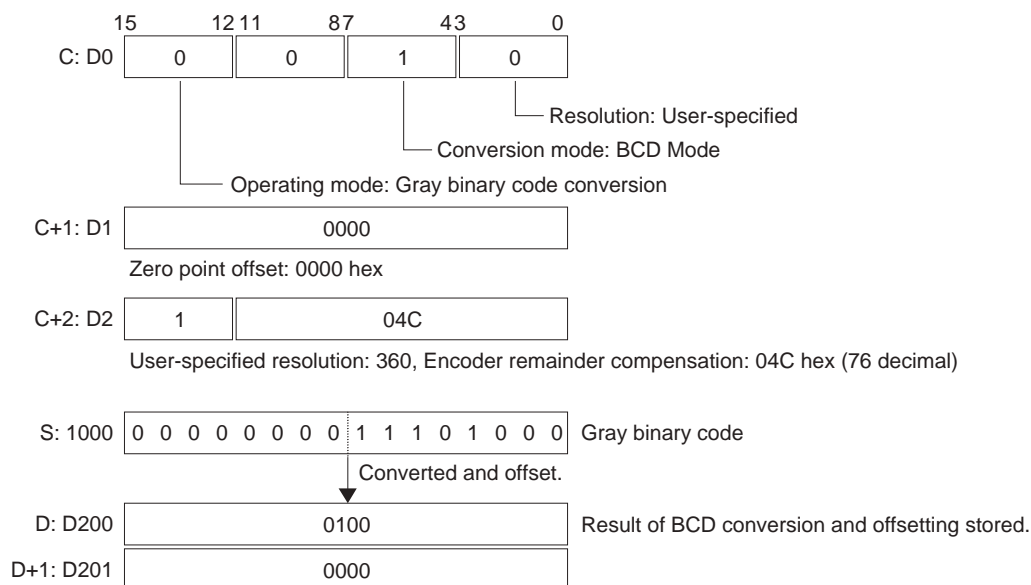 15 12 11 8 7 4 3 0
C: D0 0 0 1 0
Resolution: User-specified
Conversion mode: BCD Mode
Operating mode: Gray binary code conversion
C+1: D1 0000
Zero point offset: 0000 hex
C+2: D2 1 04C
User-specified resolution: 360, Encoder remainder compensation: 04C hex (76 decimal)
S: 1000 0 0 0 0 0 0 0 0 1 1 1 0 1 0 0 0 Gray binary code
Converted and offset.
D: D200 0100 Result of BCD conversion and offsetting stored.
D+1: D201 0000